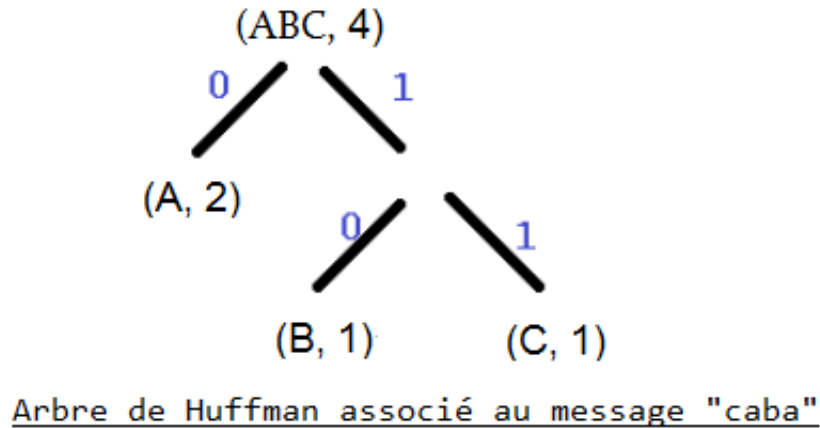 (ABC, 4)
0 1
(A, 2)
0 1
(B, 1) (C, 1)
Arbre de Huffman associé au message "caba"